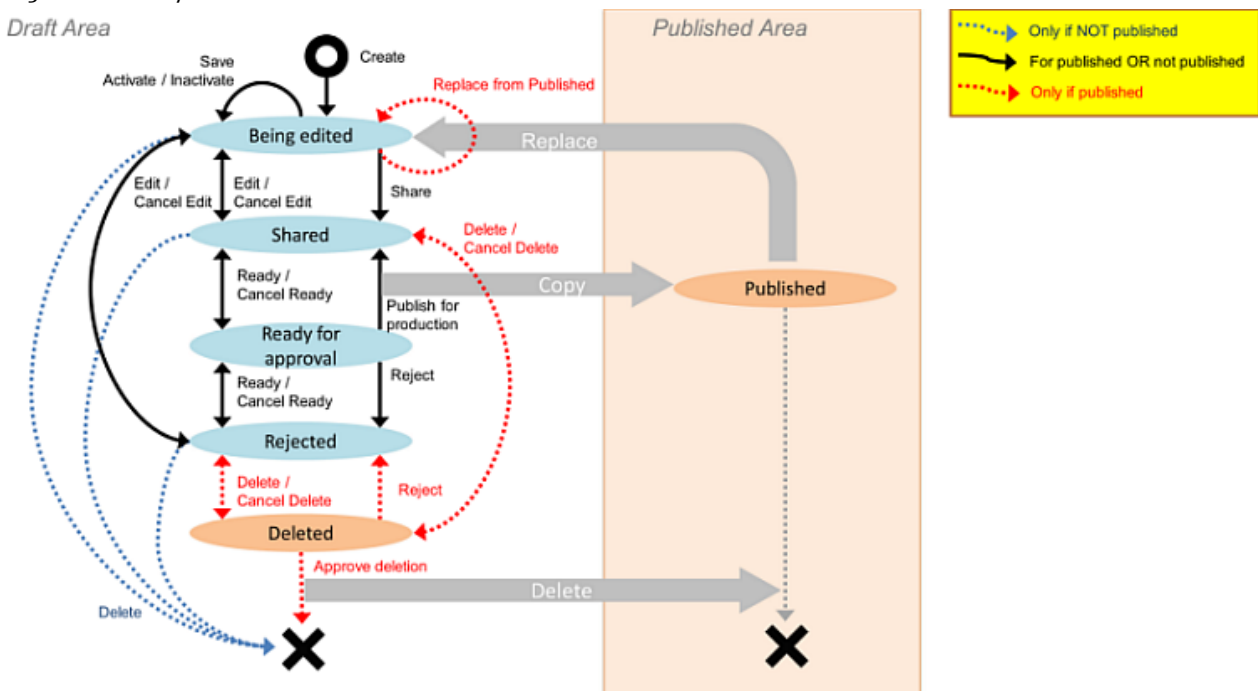 Draft Area
Published Area
Only if NOT published
For published OR not published
Only if published
Create
Save
Activate / Inactivate
Replace from Published
Being edited
Replace
Edit /
Cancel Edit
Edit /
Cancel Edit
Share
Shared
Delete /
Cancel Delete
Ready /
Cancel Ready
Copy
Published
Publish for
production
Ready for
approval
Ready /
Cancel Ready
Reject
Rejected
Delete /
Cancel Delete
Reject
Deleted
Approve deletion
Delete
Delete